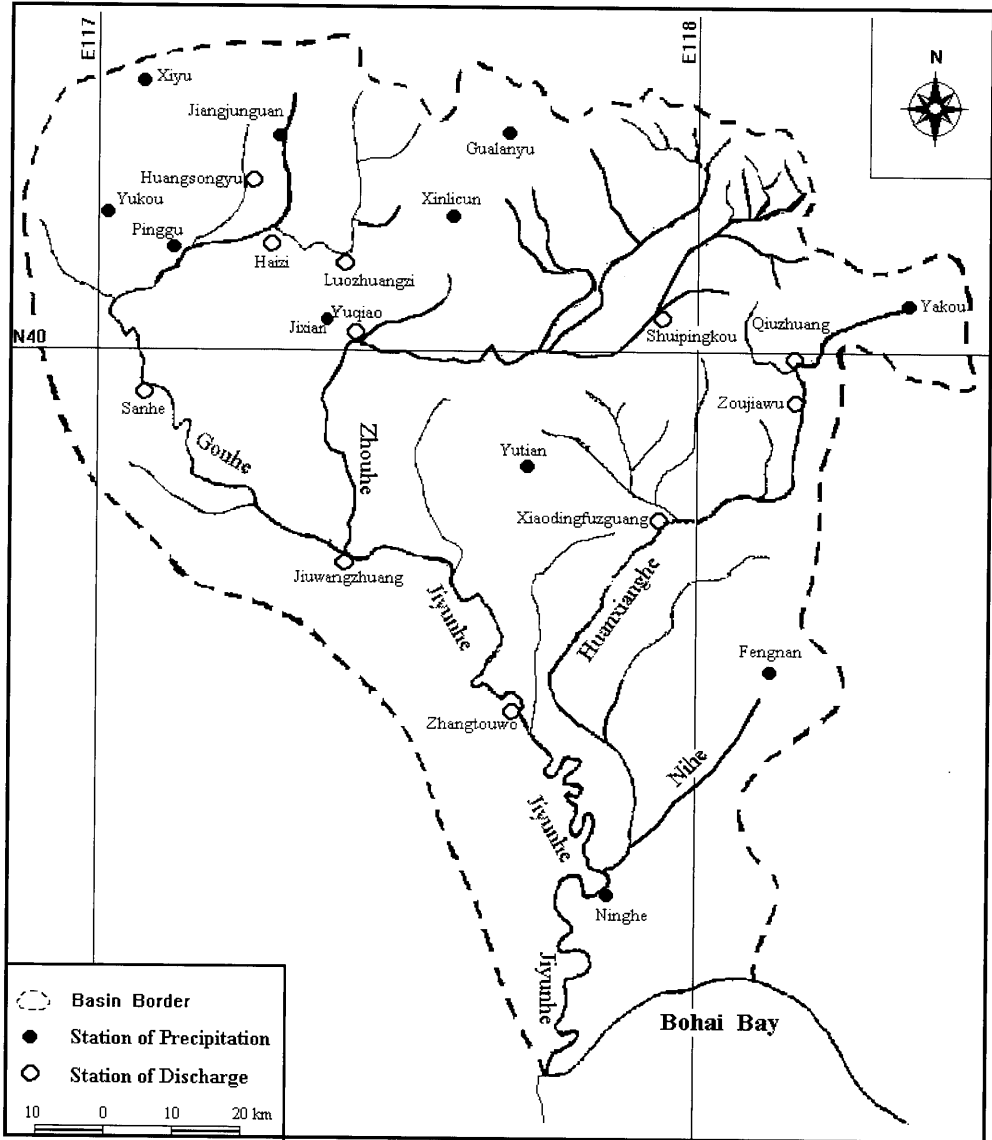 E117
E118
N
Xiyu
Jiangjunguan
Gualanyu
Huangsongyu
Yukou
Xinlicun
Pinggu
Haizi
Luozhuangzi
Yuqiao
Jixian
Shuipingkou
Qiuzhuang
Yakou
N40
Sanhe
Zoujiawu
Gouhe
Zhouhe
Yutian
Xiaodingfuzguang
Jiuwangzhuang
Jiyunhe
Huanxianghe
Fengnan
Zhangtouwo
Nihe
Jiyunhe
Ninghe
Jiyunhe
Bohai Bay
Basin Border
Station of Precipitation
Station of Discharge
10 0 10 20 km